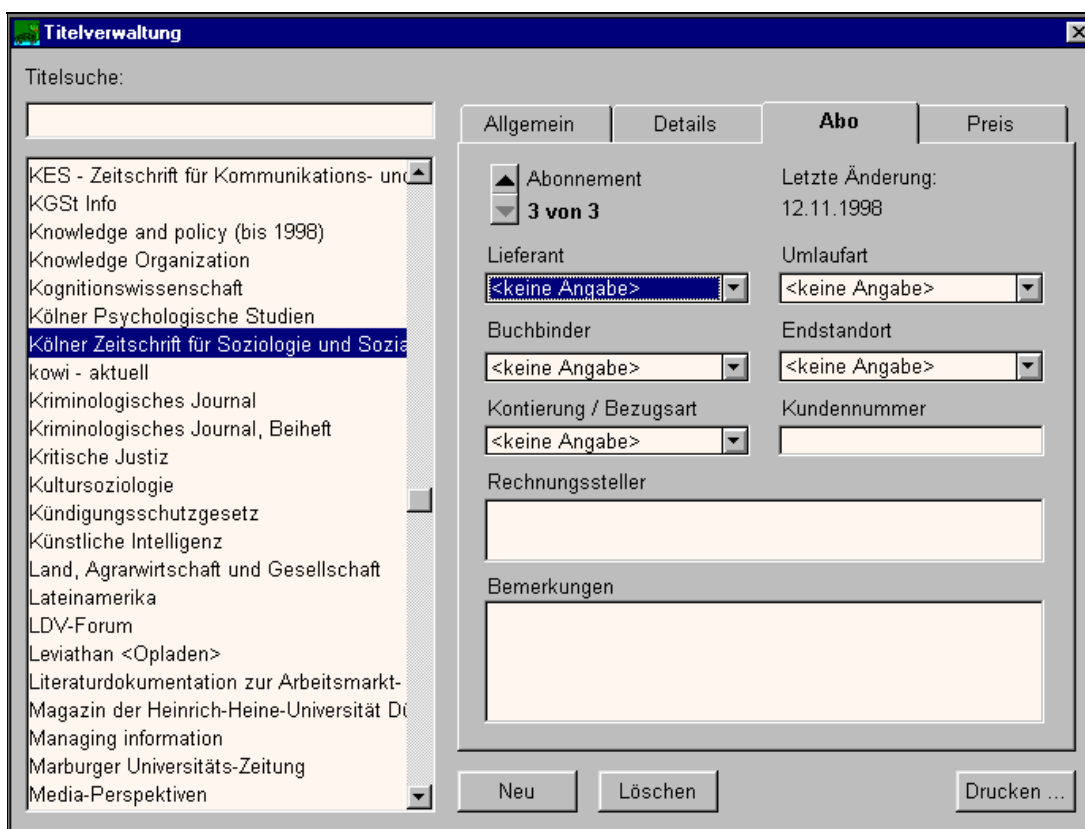 Titelverwaltung
Titelsuche:
KES - Zeitschrift für Kommunikations- und
KGSt Info
Knowledge and policy (bis 1998)
Knowledge Organization
Kognitionswissenschaft
Kölner Psychologische Studien
Kölner Zeitschrift für Soziologie und Sozia
kowi - aktuell
Kriminologisches Journal
Kriminologisches Journal, Beiheft
Kritische Justiz
Kultursoziologie
Kündigungsschutzgesetz
Künstliche Intelligenz
Land, Agrarwirtschaft und Gesellschaft
Lateinamerika
LDV-Forum
Leviathan <Opladen>
Literaturdokumentation zur Arbeitsmarkt-
Magazin der Heinrich-Heine-Universität Dü
Managing information
Marburger Universitäts-Zeitung
Media-Perspektiven
Allgemein Details Abo Preis
Abonnement Letzte Änderung:
3 von 3 12.11.1998
Lieferant Umlaufart
<keine Angabe> <keine Angabe>
Buchbinder Endstandort
<keine Angabe> <keine Angabe>
Kontierung / Bezugsart Kundennummer
<keine Angabe>
Rechnungssteller
Bemerkungen
Neu Löschen Drucken ...